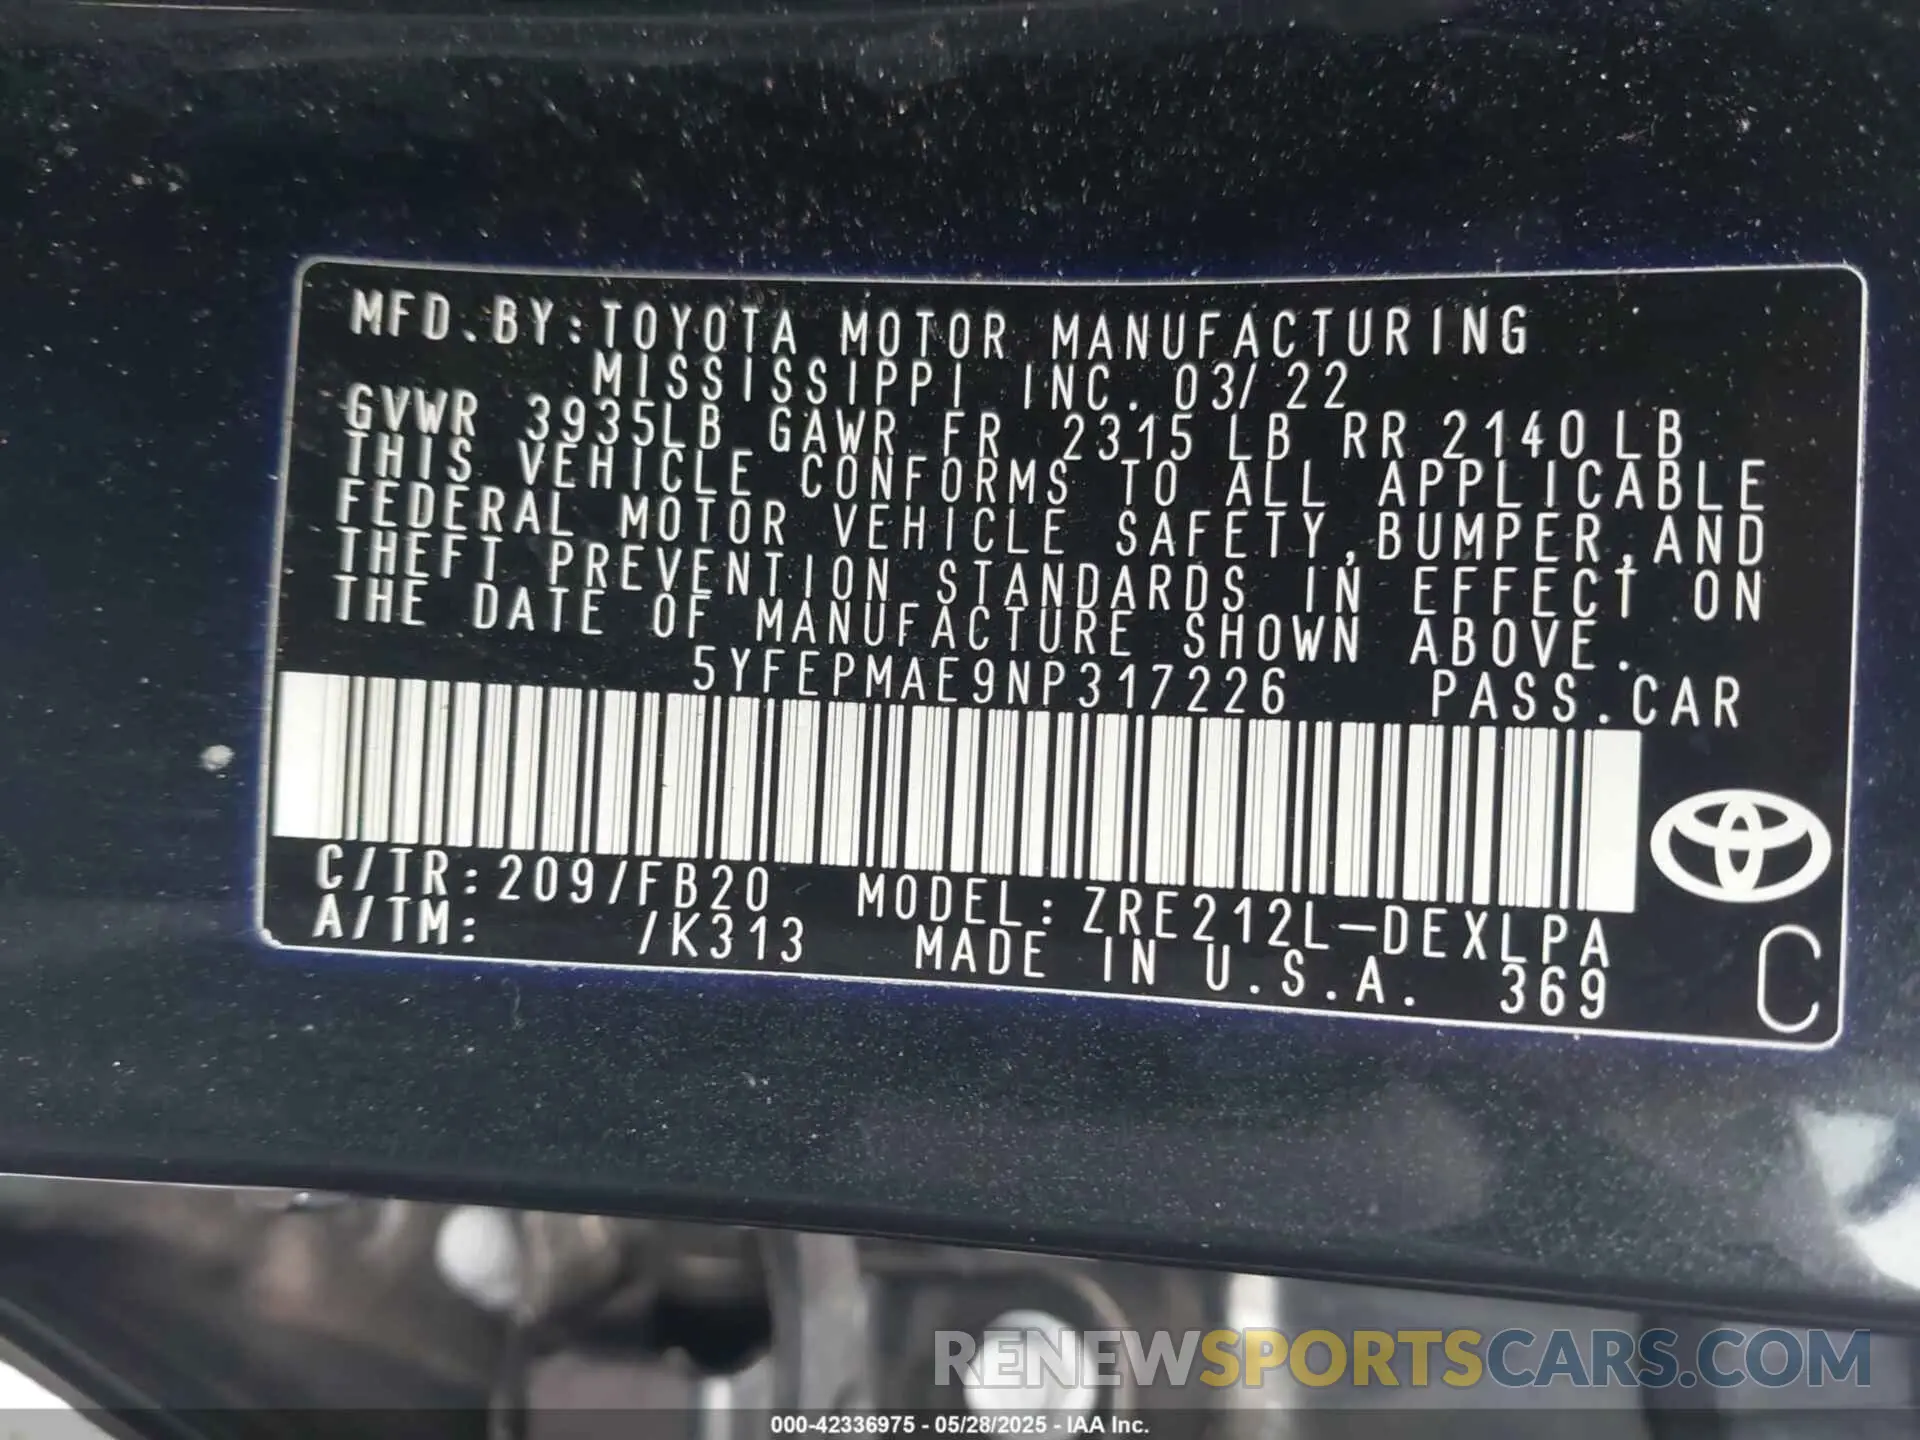 MFD.BY:TOYOTA MOTOR MANUFACTURING
MISSISSIPPI INC. 03/22
GVWR 3935LB GAWR FR 2315 LB RR 2140 LB
THIS VEHICLE CONFORMS TO ALL APPLICABLE
FEDERAL MOTOR VEHICLE SAFETY,BUMPER,AND
THEFT PREVENTION STANDARDS IN EFFECT ON
THE DATE OF MANUFACTURE SHOWN ABOVE.
5YFEPMAE9NP317226 PASS.CAR
C/TR:209/FB20 MODEL:ZRE212L-DEXLPA
A/TM: /K313 MADE IN U.S.A. 369
C
RENEWSPORTSCARS.COM
000-42336975 - 05/28/2025 - IAA Inc.